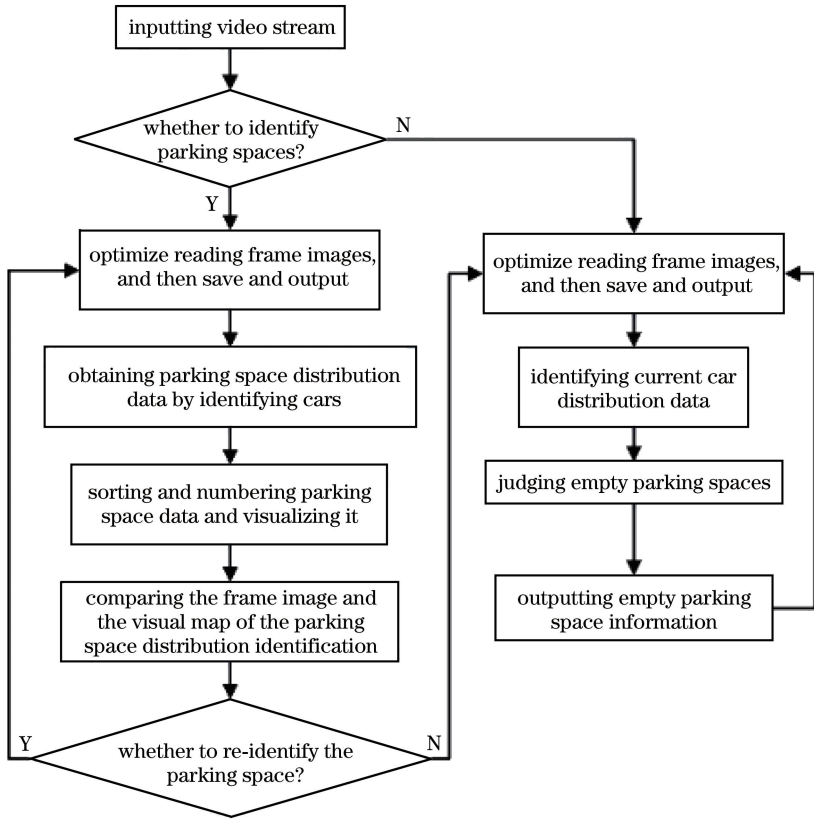 inputting video stream
whether to identify
parking spaces?
N
Y
optimize reading frame images,
and then save and output
obtaining parking space distribution
data by identifying cars
sorting and numbering parking
space data and visualizing it
comparing the frame image and
the visual map of the parking
space distribution identification
whether to re-identify the
parking space?
Y
N
optimize reading frame images,
and then save and output
identifying current car
distribution data
judging empty parking spaces
outputting empty parking
space information